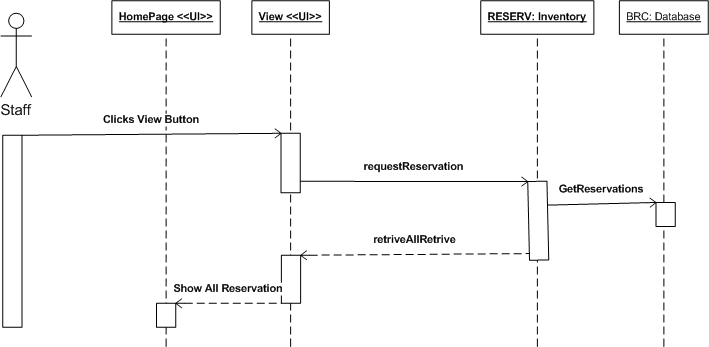 HomePage <<UI>>
View <<UI>>
RESERV: Inventory
BRC: Database
Staff
Clicks View Button
requestReservation
GetReservations
retriveAllRetrive
Show All Reservation